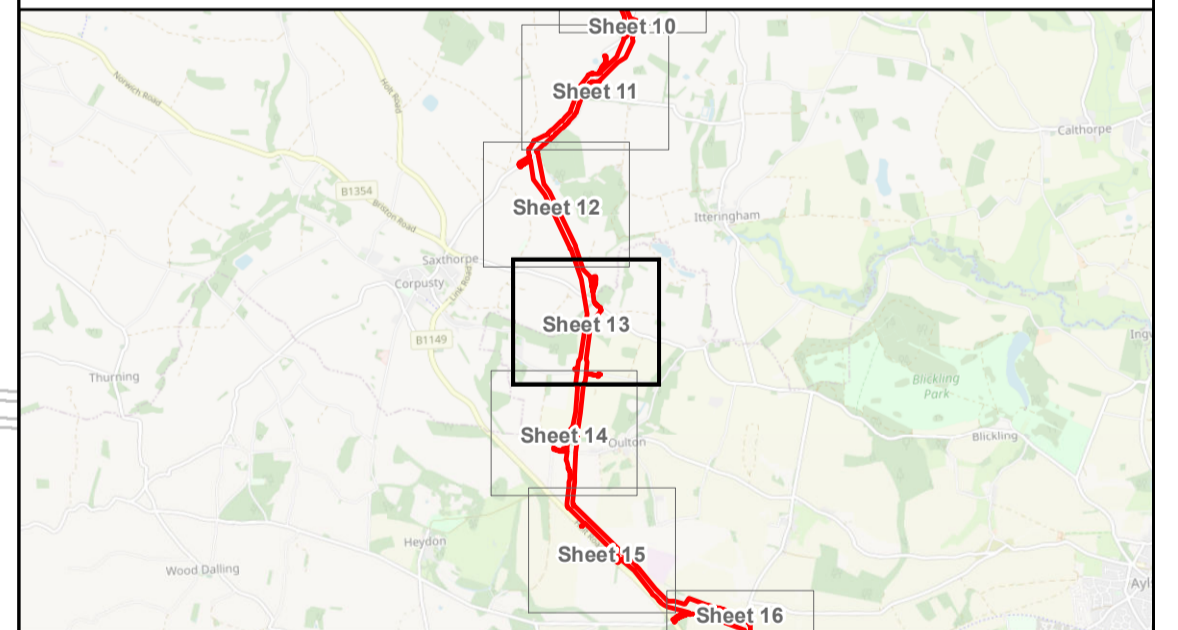 Sheet 10
Norwich Road
Holt Road
Sheet 11
Calthorpe
B1354
Briston Road
Sheet 12
Itteringham
Saxthorpe
Corpusty
Link Road
Sheet 13
B1149
Ing
Thurning
Blickling
Park
Sheet 14
Oulton
Blickling
Heydon
Sheet 15
Wood Dalling
Ayl
Sheet 16